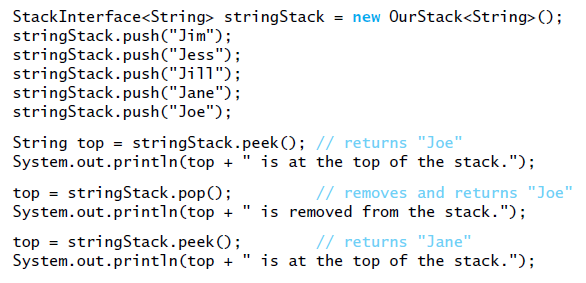 StackInterface<String> stringStack = new OurStack<String>();
stringStack.push("Jim");
stringStack.push("Jess");
stringStack.push("Jill");
stringStack.push("Jane");
stringStack.push("Joe");
String top = stringStack.peek(); // returns "Joe"
System.out.println(top + " is at the top of the stack.");
top = stringStack.pop(); // removes and returns "Joe"
System.out.println(top + " is removed from the stack.");
top = stringStack.peek(); // returns "Jane"
System.out.println(top + " is at the top of the stack.");